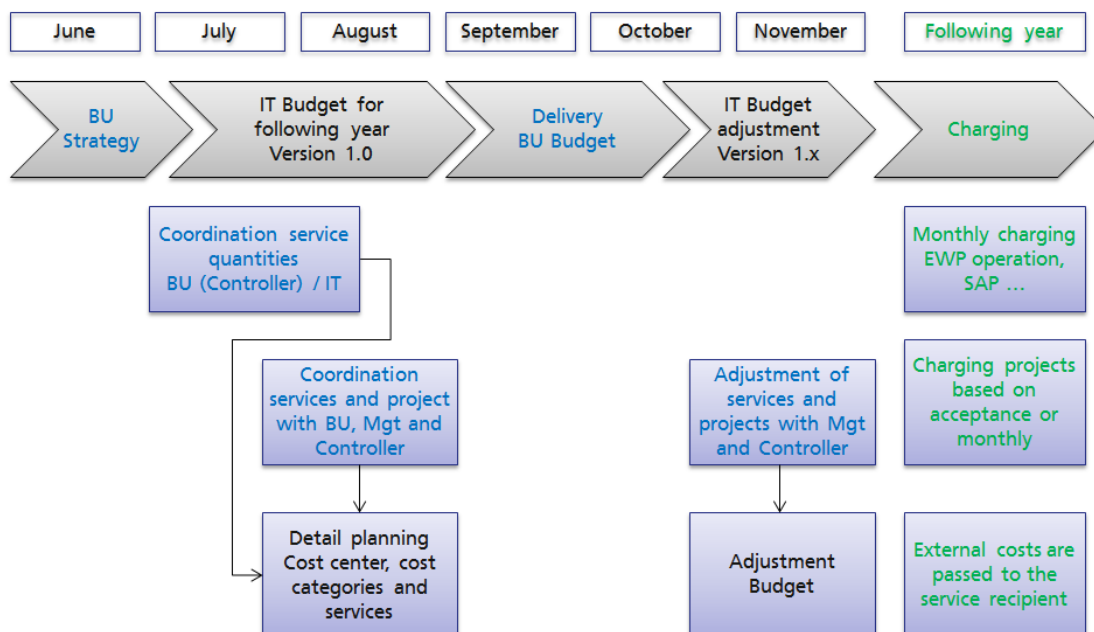 June
July
August
September
October
November
Following year
BU
Strategy
IT Budget for
following year
Version 1.0
Delivery
BU Budget
IT Budget
adjustment
Version 1.x
Charging
Coordination service
quantities
BU (Controller) / IT
Monthly charging
EWP operation,
SAP ...
Coordination
services and project
with BU, Mgt and
Controller
Adjustment of
services and
projects with Mgt
and Controller
Charging projects
based on
acceptance or
monthly
Detail planning
Cost center, cost
categories and
services
Adjustment
Budget
External costs are
passed to the
service recipient